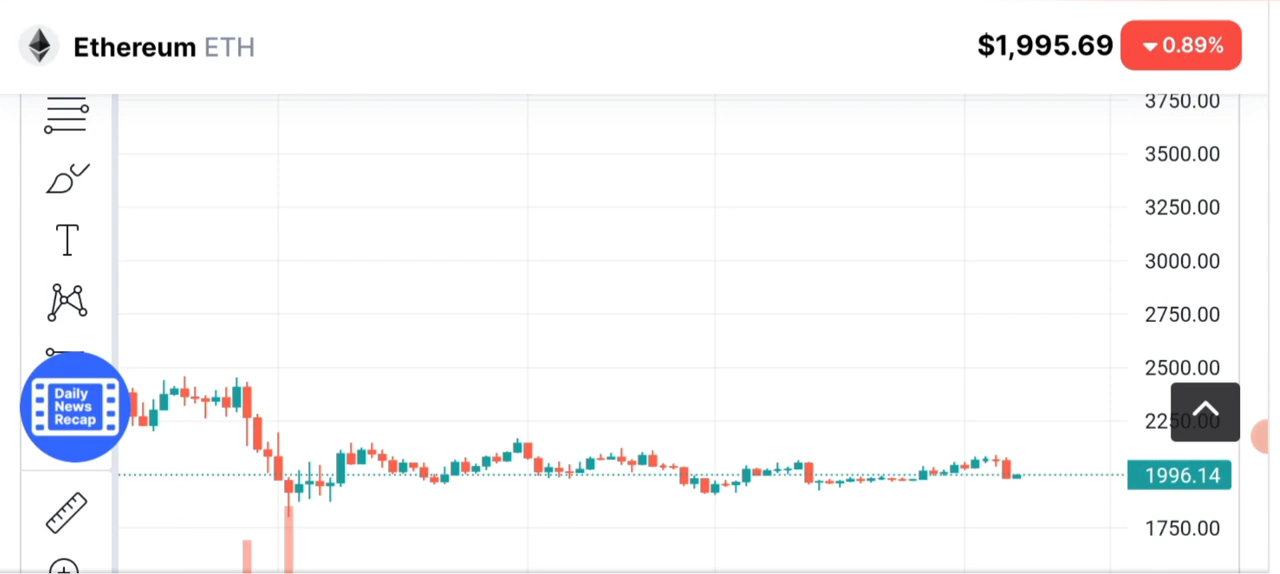 Ethereum ETH
$1,995.69
0.89%
3750.00
3500.00
3250.00
3000.00
2750.00
2500.00
2250.00
1996.14
1750.00
T
Daily
News
Recap